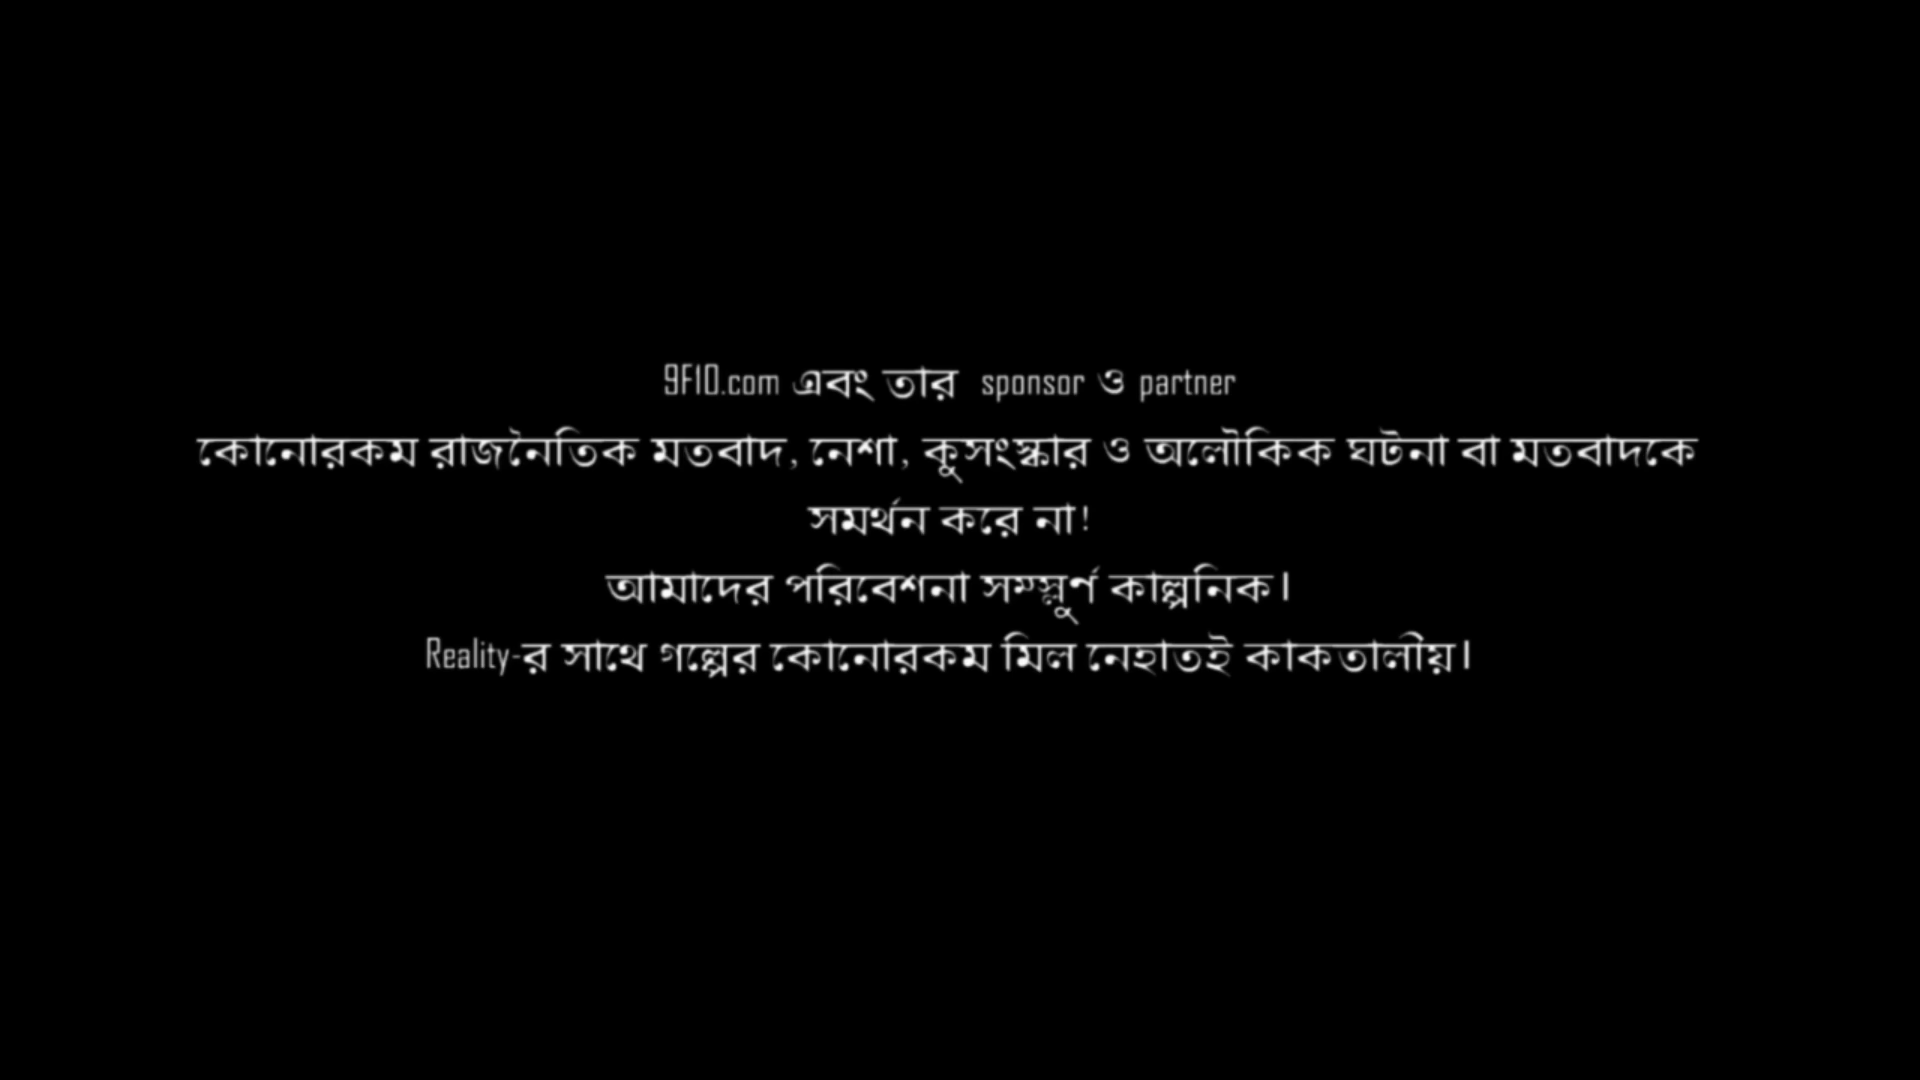 9F10.com এবং তার sponsor ও partner
কোনোরকম রাজনৈতিক মতবাদ, নেশা, কুসংস্কার ও অলৌকিক ঘটনা বা মতবাদকে
সমর্থন করে না!
আমাদের পরিবেশনা সম্পূর্ণ কাল্পনিক।
Reality-র সাথে গল্পের কোনোরকম মিল নেহাতই কাকতালীয়।